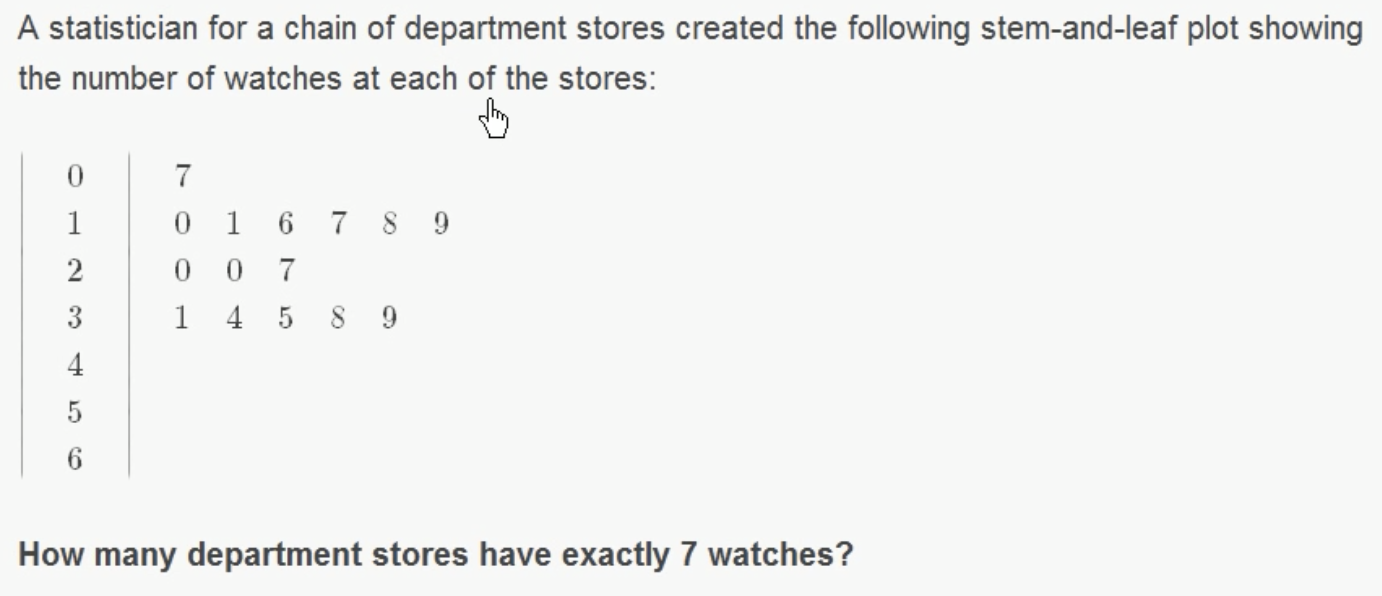 A statistician for a chain of department stores created the following stem-and-leaf plot showing
the number of watches at each of the stores:
0 7
1 0 1 6 7 8 9
2 0 0 7
3 1 4 5 8 9
4
5
6
How many department stores have exactly 7 watches?